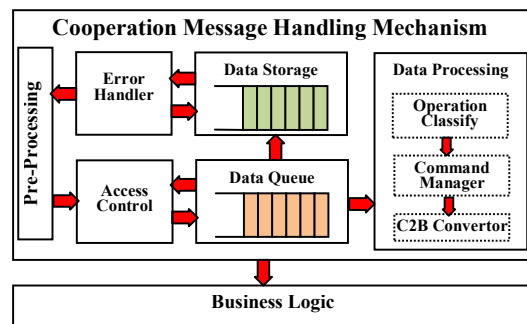 Cooperation Message Handling Mechanism
Pre-Processing
Error
Handler
Data Storage
Data Processing
Operation
Classify
Command
Manager
C2B Convertor
Access
Control
Data Queue
Business Logic